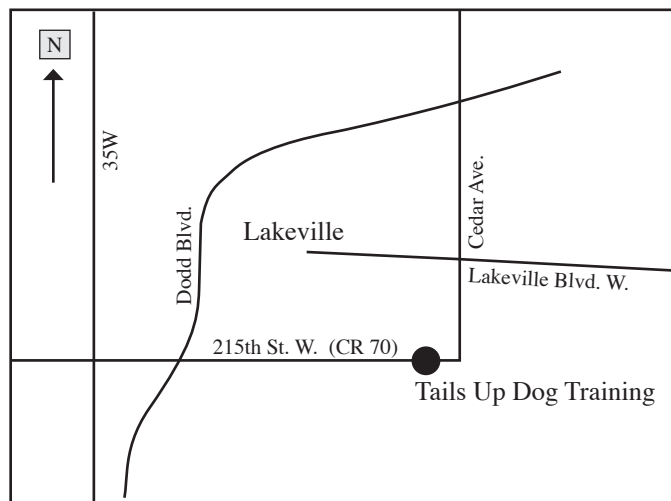 N
35W
Dodd Blvd.
Lakeville
Cedar Ave.
Lakeville Blvd. W.
215th St. W. (CR 70)
Tails Up Dog Training